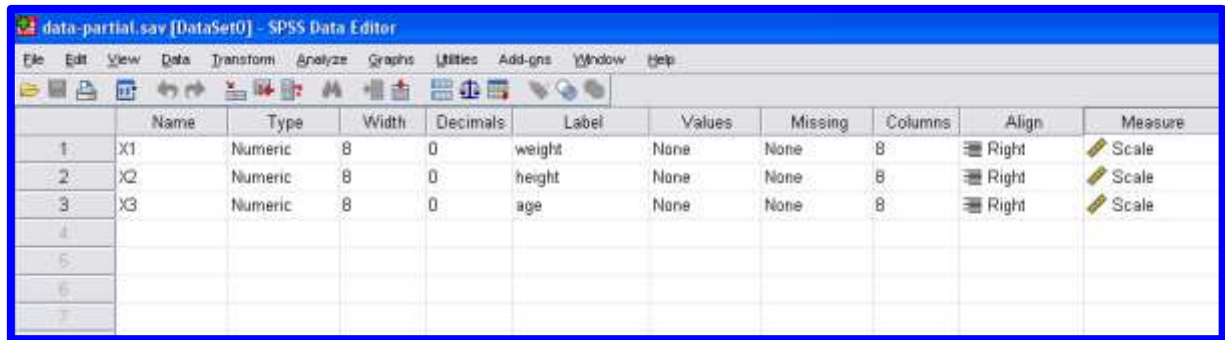 data-partial.sav [DataSet0] - SPSS Data Editor
File Edit View Data Transform Analyze Graphs Utilities Add-ons Window Help
Name Type Width Decimals Label Values Missing Columns Align Measure
1 X1 Numeric 8 0 weight None None 8 Right Scale
2 X2 Numeric 8 0 height None None 8 Right Scale
3 X3 Numeric 8 0 age None None 8 Right Scale
4
5
6
7